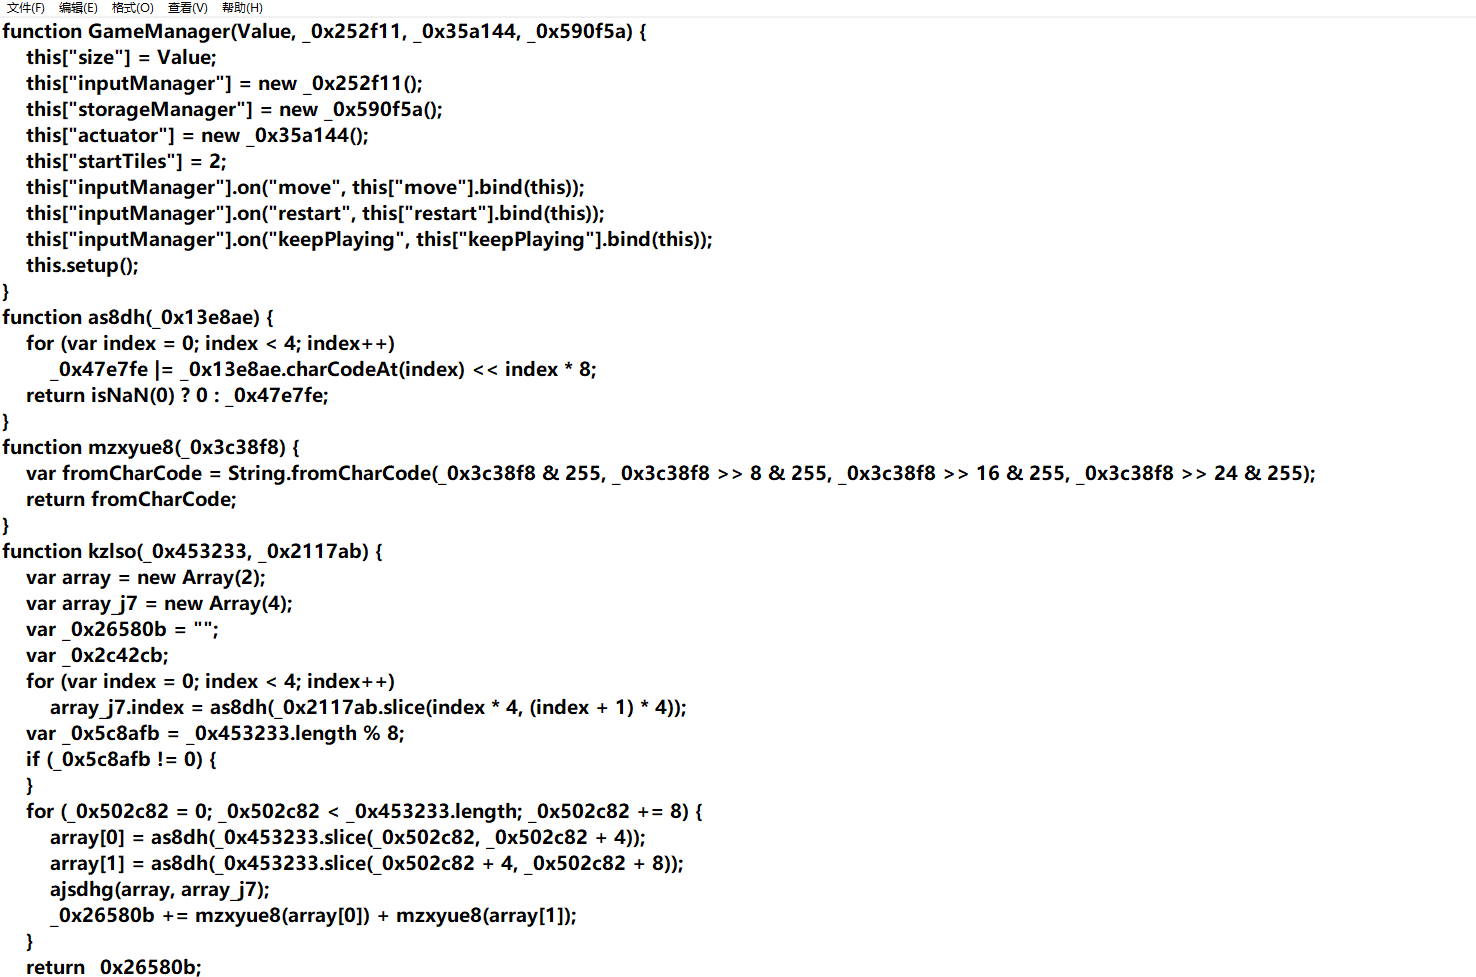 文件(F) 编辑(E) 格式(O) 查看(V) 帮助(H)
function GameManager(Value, _0x252f11, _0x35a144, _0x590f5a) {
    this["size"] = Value;
    this["inputManager"] = new _0x252f11();
    this["storageManager"] = new _0x590f5a();
    this["actuator"] = new _0x35a144();
    this["startTiles"] = 2;
    this["inputManager"].on("move", this["move"].bind(this));
    this["inputManager"].on("restart", this["restart"].bind(this));
    this["inputManager"].on("keepPlaying", this["keepPlaying"].bind(this));
    this.setup();
}
function as8dh(_0x13e8ae) {
    for (var index = 0; index < 4; index++)
        _0x47e7fe |= _0x13e8ae.charCodeAt(index) << index * 8;
    return isNaN(0) ? 0 : _0x47e7fe;
}
function mzxyue8(_0x3c38f8) {
    var fromCharCode = String.fromCharCode(_0x3c38f8 & 255, _0x3c38f8 >> 8 & 255, _0x3c38f8 >> 16 & 255, _0x3c38f8 >> 24 & 255);
    return fromCharCode;
}
function kzlso(_0x453233, _0x2117ab) {
    var array = new Array(2);
    var array_j7 = new Array(4);
    var _0x26580b = "";
    var _0x2c42cb;
    for (var index = 0; index < 4; index++)
        array_j7.index = as8dh(_0x2117ab.slice(index * 4, (index + 1) * 4));
    var _0x5c8afb = _0x453233.length % 8;
    if (_0x5c8afb != 0) {
    }
    for (_0x502c82 = 0; _0x502c82 < _0x453233.length; _0x502c82 += 8) {
        array[0] = as8dh(_0x453233.slice(_0x502c82, _0x502c82 + 4));
        array[1] = as8dh(_0x453233.slice(_0x502c82 + 4, _0x502c82 + 8));
        ajsdhg(array, array_j7);
        _0x26580b += mzxyue8(array[0]) + mzxyue8(array[1]);
    }
    return _0x26580b;